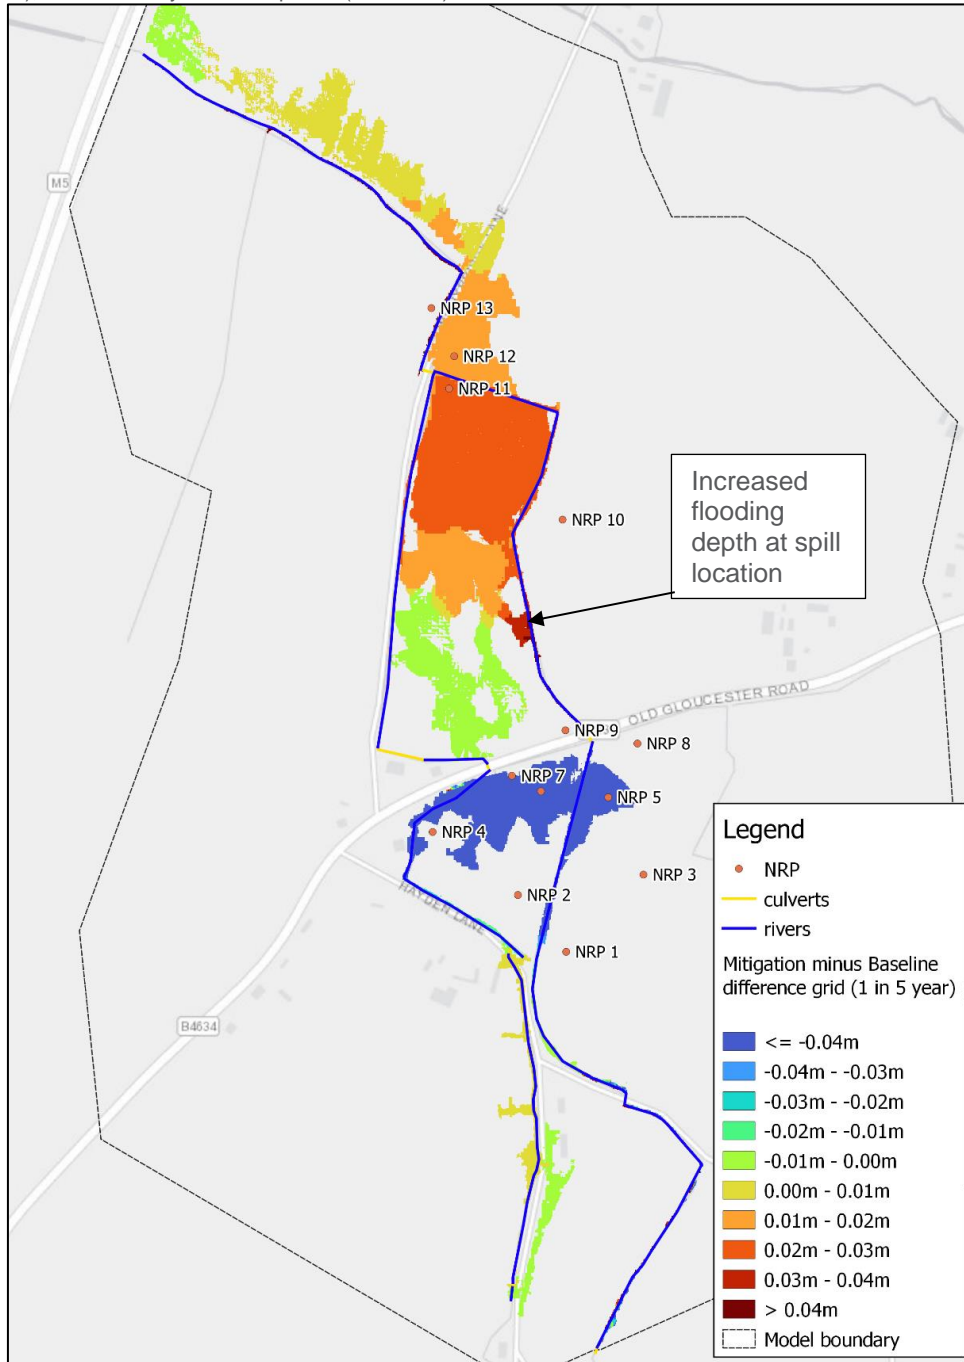 M5
NRP 13
NRP 12
NRP 11
Increased
flooding
depth at spill
location
NRP 10
OLD GLOUCESTER ROAD
NRP 9
NRP 8
NRP 7
NRP 5
NRP 4
NRP 3
NRP 2
HAYDEN LANE
NRP 1
B4634
Legend
NRP
culverts
rivers
Mitigation minus Baseline
difference grid (1 in 5 year)
<= -0.04m
-0.04m - -0.03m
-0.03m - -0.02m
-0.02m - -0.01m
-0.01m - 0.00m
0.00m - 0.01m
0.01m - 0.02m
0.02m - 0.03m
0.03m - 0.04m
> 0.04m
Model boundary